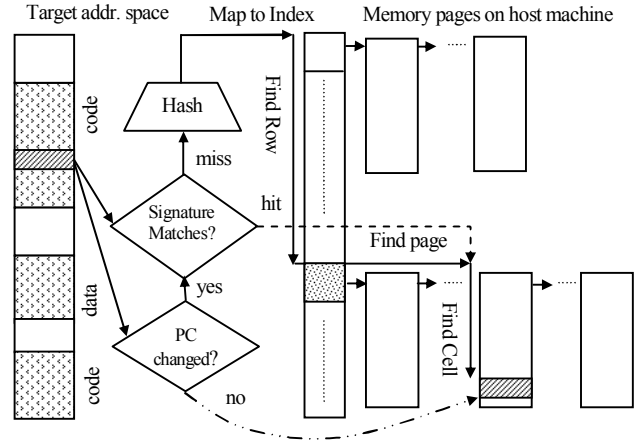 Target addr. space
Map to Index
Memory pages on host machine
code
Hash
Find Row
miss
hit
Signature
Matches?
Find page
data
yes
PC
changed?
Find Cell
code
no